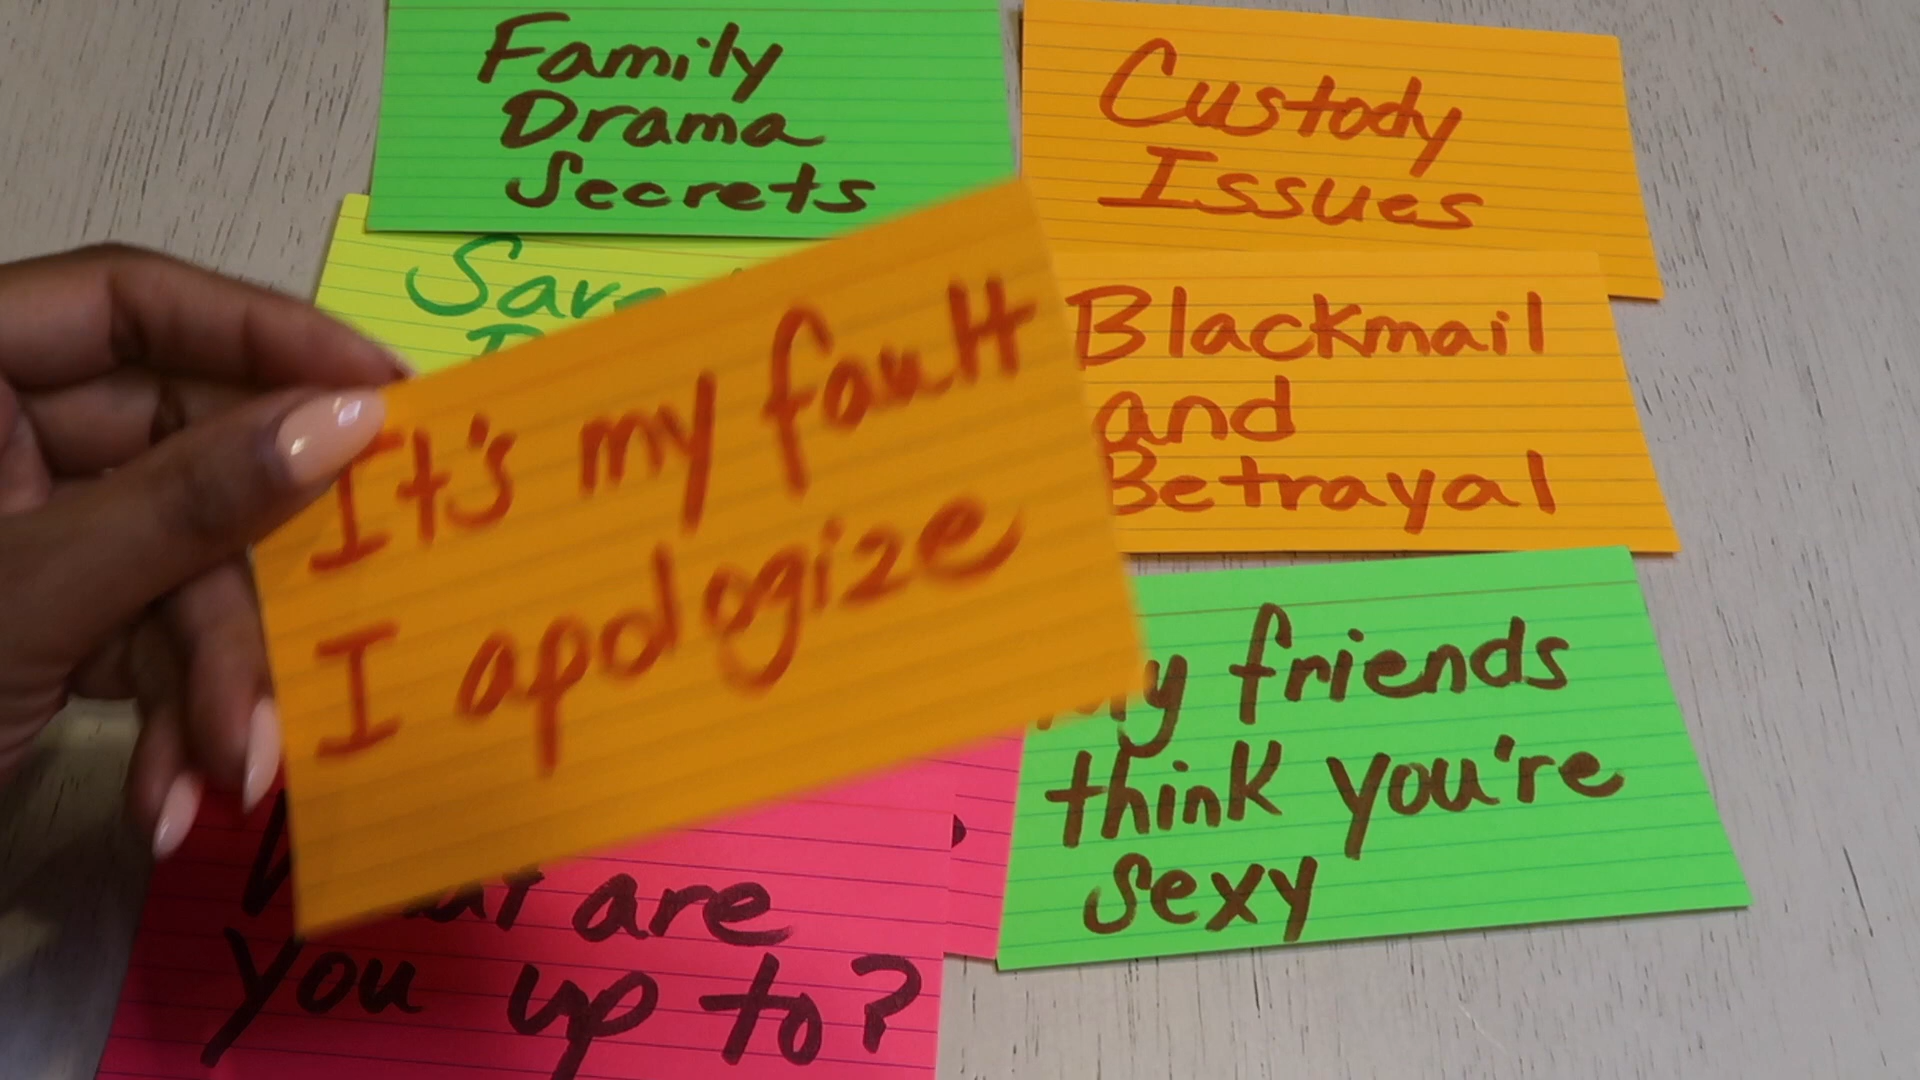 Family
Drama
Secrets
Custody
Issues
Blackmail
and
Betrayal
It's my fault
I apologize
friends
think you're
sexy
are
you up to?